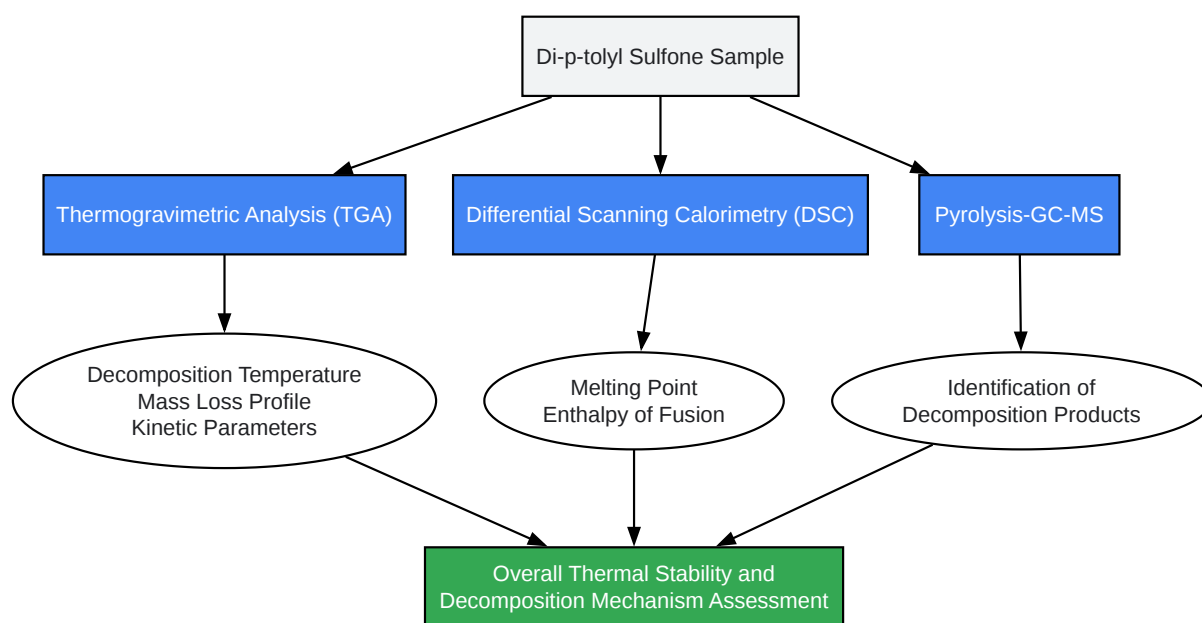 Di-p-tolyl Sulfone Sample
Thermogravimetric Analysis (TGA)
Differential Scanning Calorimetry (DSC)
Pyrolysis-GC-MS
Decomposition Temperature
Mass Loss Profile
Kinetic Parameters
Melting Point
Enthalpy of Fusion
Identification of
Decomposition Products
Overall Thermal Stability and
Decomposition Mechanism Assessment